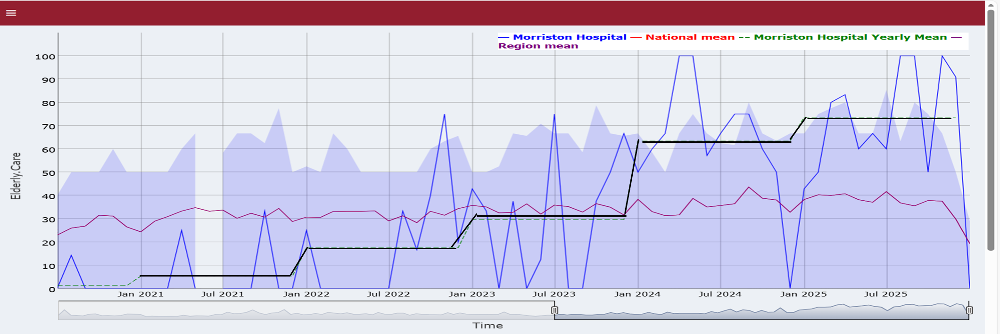 — Morriston Hospital — National mean -- Morriston Hospital Yearly Mean —
Region mean
100
90
80
70
60
50
40
30
20
10
0
Elderly.Care
Jan 2021 Jul 2021 Jan 2022 Jul 2022 Jan 2023 Jul 2023 Jan 2024 Jul 2024 Jan 2025 Jul 2025
Time